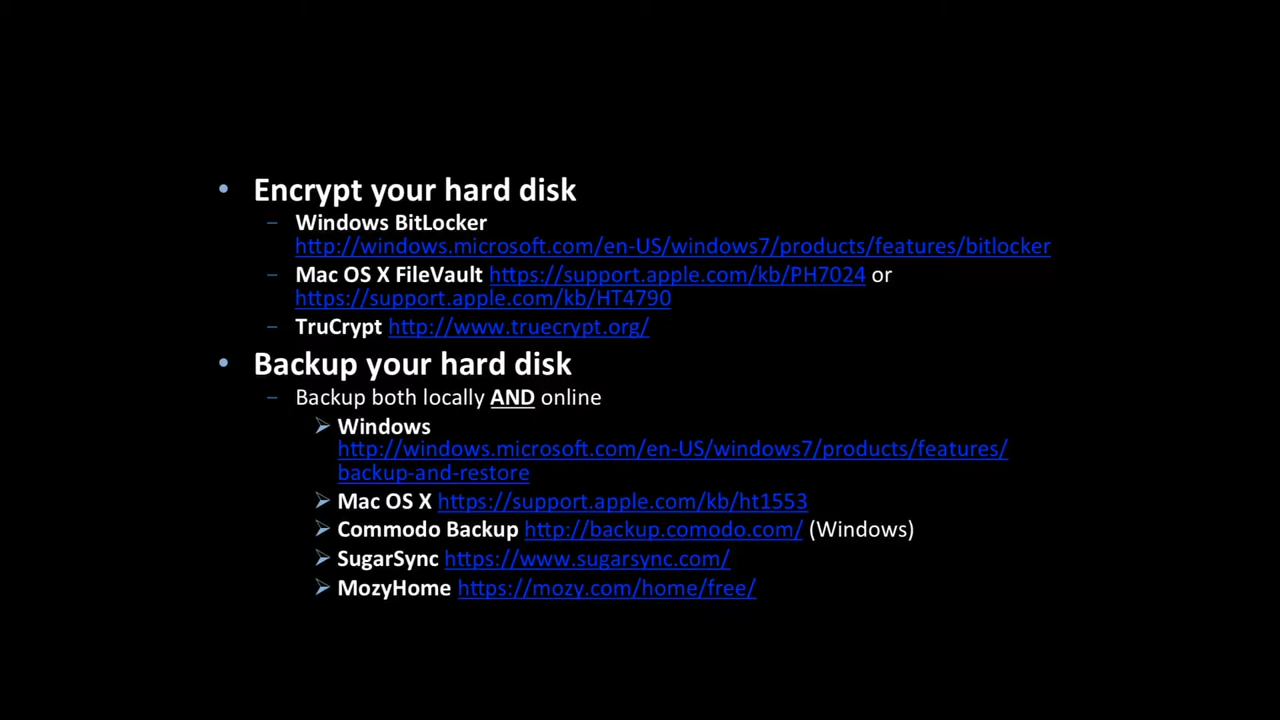 • Encrypt your hard disk
– Windows BitLocker
http://windows.microsoft.com/en-US/windows7/products/features/bitlocker
– Mac OS X FileVault https://support.apple.com/kb/PH7024 or
https://support.apple.com/kb/HT4790
– TruCrypt http://www.truecrypt.org/
• Backup your hard disk
– Backup both locally AND online
➢ Windows
http://windows.microsoft.com/en-US/windows7/products/features/
backup-and-restore
➢ Mac OS X https://support.apple.com/kb/ht1553
➢ Commodo Backup http://backup.comodo.com/ (Windows)
➢ SugarSync https://www.sugarsync.com/
➢ MozyHome https://mozy.com/home/free/